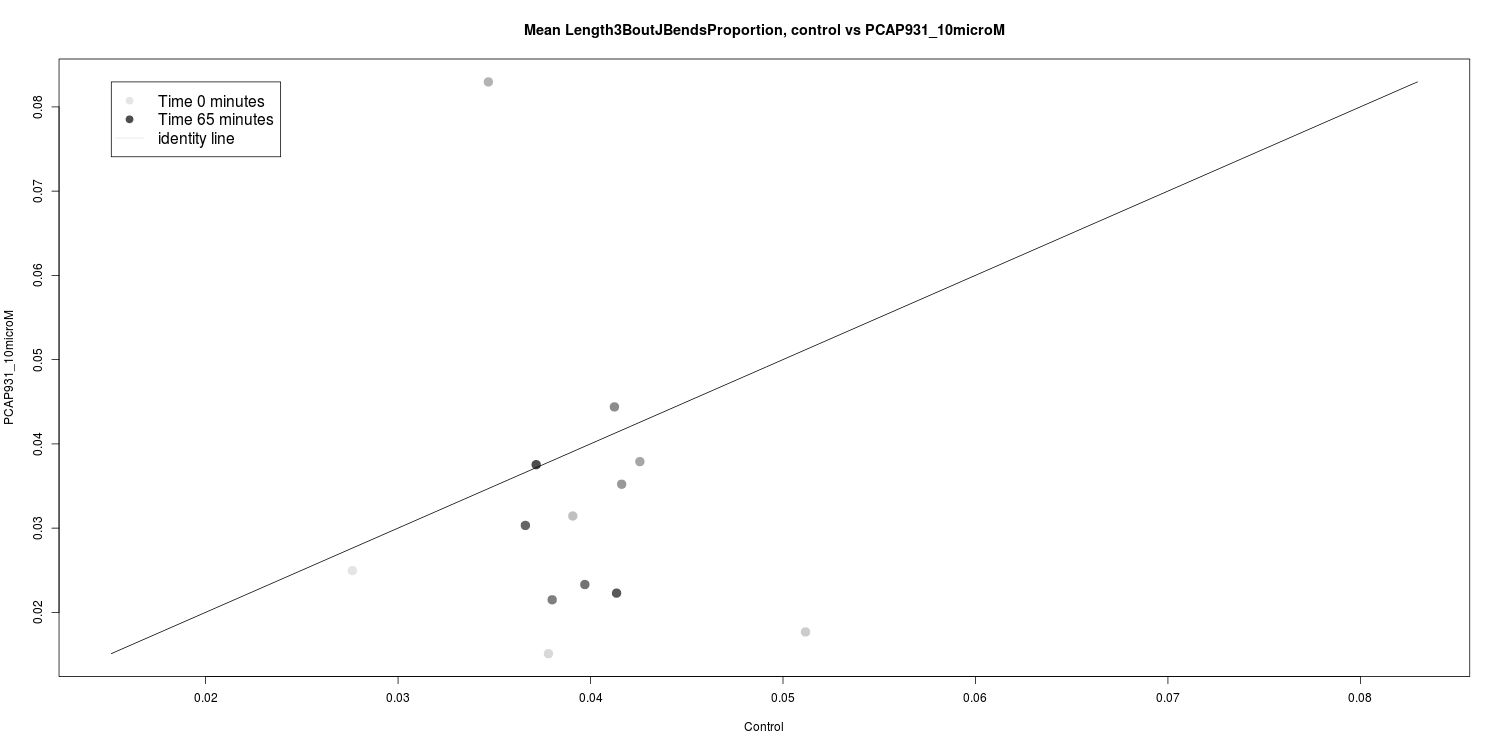 Mean Length3BoutJBendsProportion, control vs PCAP931_10microM
Time 0 minutes
Time 65 minutes
identity line
PCAP931_10microM
0.08
0.07
0.06
0.05
0.04
0.03
0.02
0.02 0.03 0.04 0.05 0.06 0.07 0.08
Control